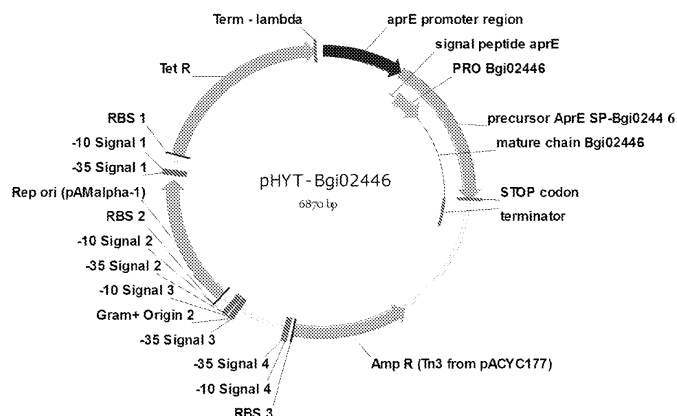 Term - lambda
aprE promoter region
signal peptide aprE
PRO Bgi02446
Tet R
precursor AprE SP-Bgi0244 6
mature chain Bgi02446
RBS 1
-10 Signal 1
-35 Signal 1
pHYT-Bgi02446
6870 bp
Rep ori (pAMalpha-1)
STOP codon
terminator
RBS 2
-10 Signal 2
-35 Signal 2
-10 Signal 3
Gram+ Origin 2
-35 Signal 3
-35 Signal 4
Amp R (Tn3 from pACYC177)
-10 Signal 4
RBS 3